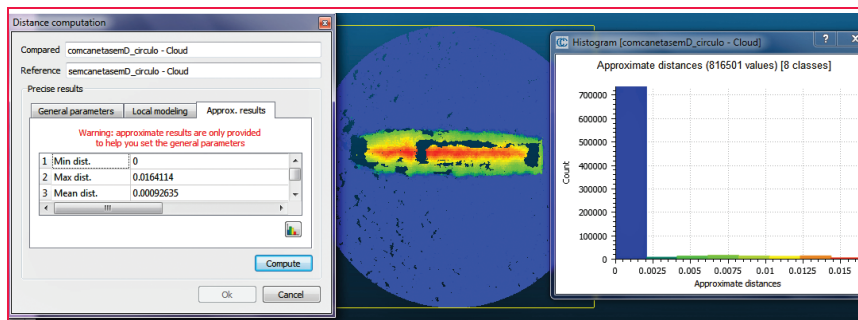 Distance computation
Compared comcanetasemD_circulo - Cloud
Reference semcanetasemD_circulo - Cloud
Precise results
General parameters Local modeling Approx. results
Warning: approximate results are only provided
to help you set the general parameters
1 Min dist. 0
2 Max dist. 0.0164114
3 Mean dist. 0.00092635
Compute
Ok Cancel
Histogram [comcanetasemD_circulo - Cloud] ? X
Approximate distances (816501 values) [8 classes]
700000
600000
500000
400000
300000
200000
100000
0
Count
0 0.0025 0.005 0.0075 0.01 0.0125 0.015
Approximate distances